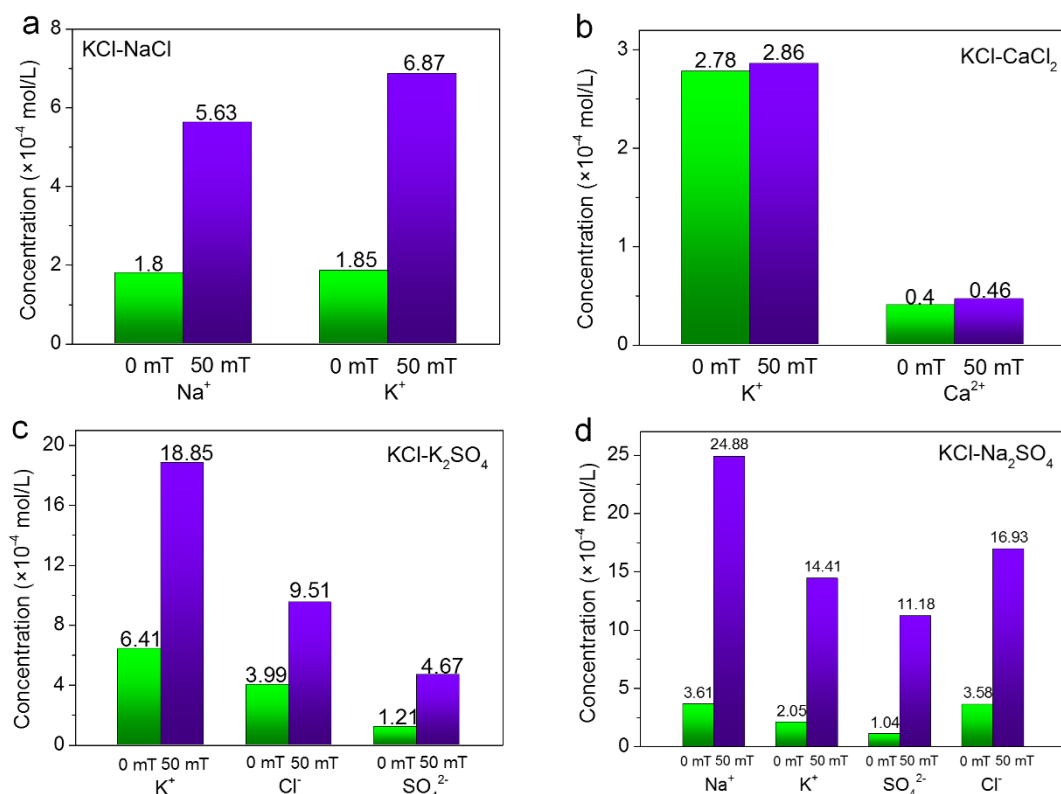 a
KCl-NaCl
Concentration (×10⁻⁴ mol/L)
8
6
4
2
0
1.8
5.63
1.85
6.87
0 mT 50 mT 0 mT 50 mT
Na⁺ K⁺
b
KCl-CaCl₂
Concentration (×10⁻⁴ mol/L)
3
2
1
0
2.78
2.86
0.4
0.46
0 mT 50 mT 0 mT 50 mT
K⁺ Ca²⁺
c
KCl-K₂SO₄
Concentration (×10⁻⁴ mol/L)
20
16
12
8
4
0
6.41
18.85
3.99
9.51
1.21
4.67
0 mT 50 mT 0 mT 50 mT 0 mT 50 mT
K⁺ Cl⁻ SO₄²⁻
d
KCl-Na₂SO₄
Concentration (×10⁻⁴ mol/L)
25
20
15
10
5
0
3.61
24.88
2.05
14.41
1.04
11.18
3.58
16.93
0 mT 50 mT 0 mT 50 mT 0 mT 50 mT 0 mT 50 mT
Na⁺ K⁺ SO₄²⁻ Cl⁻